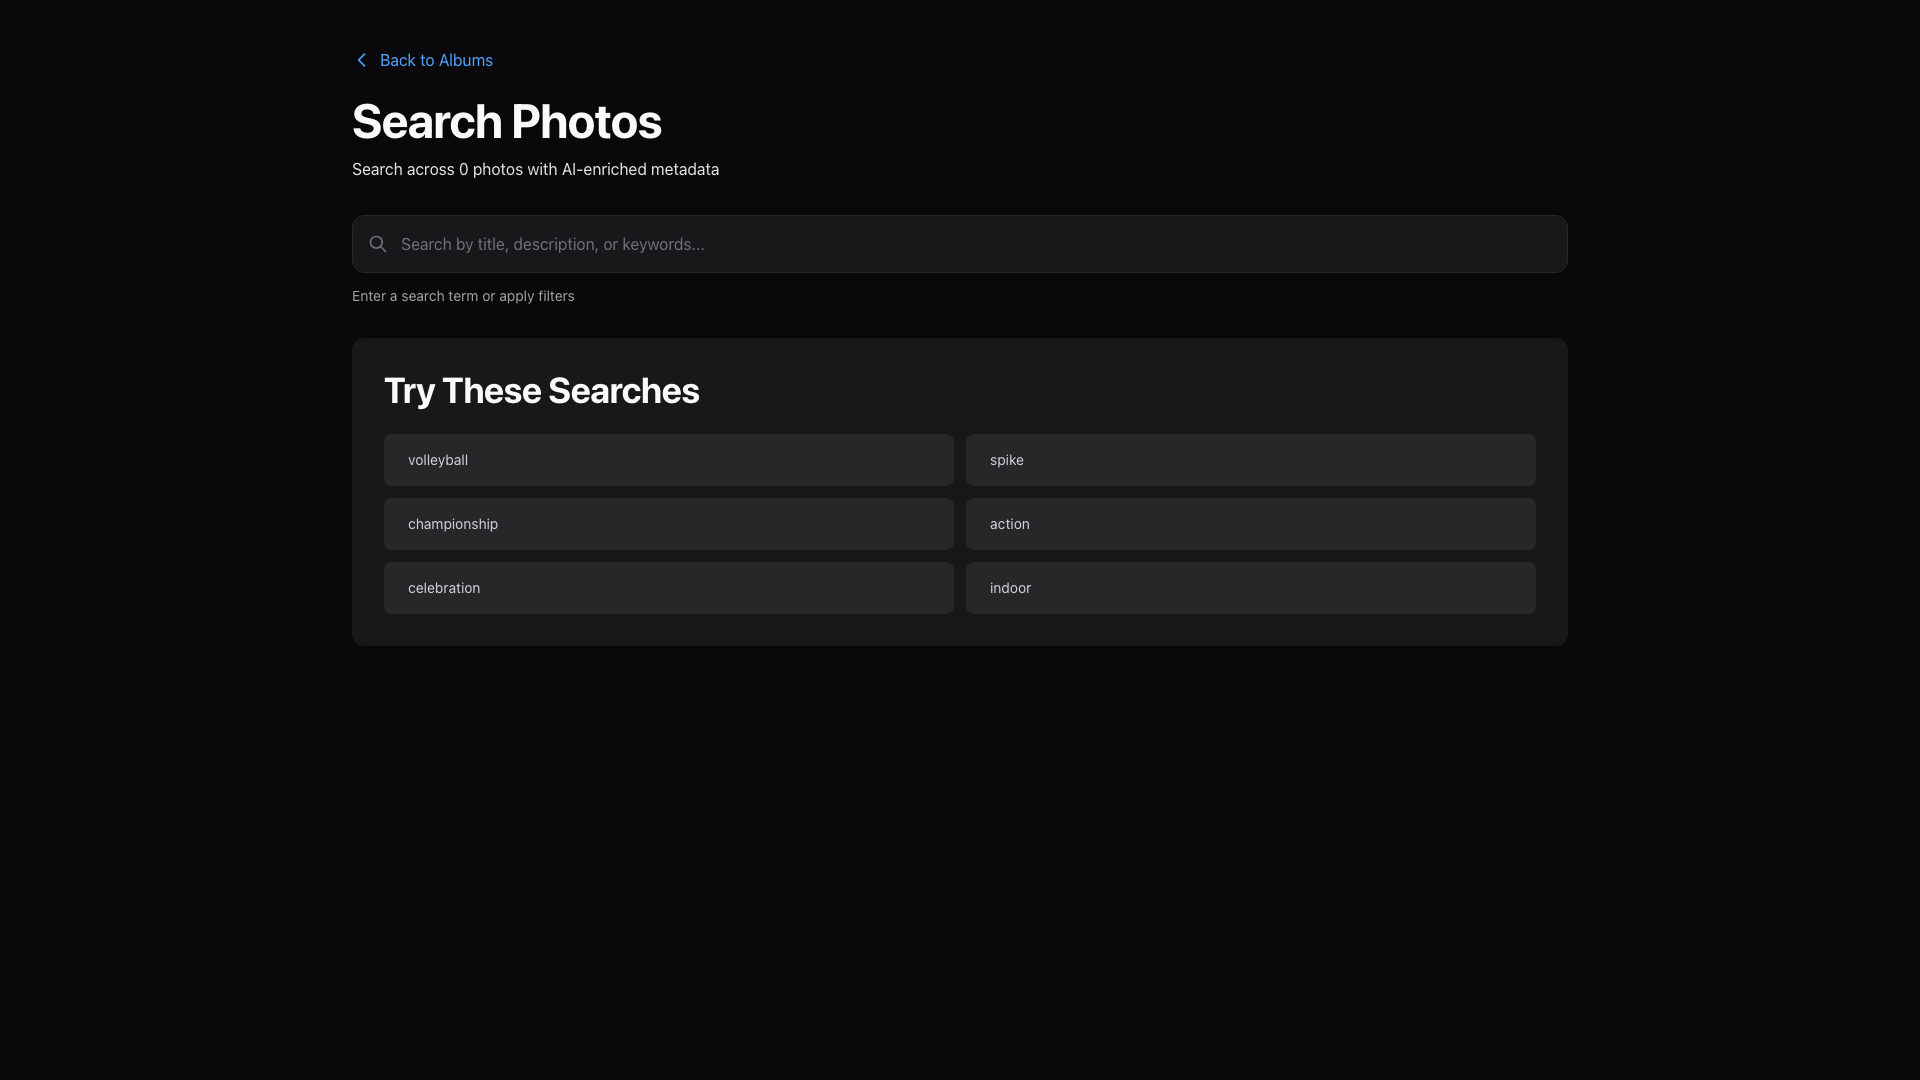 Back to Albums
Search Photos
Search across 0 photos with AI-enriched metadata
Search by title, description, or keywords...
Enter a search term or apply filters
Try These Searches
volleyball
spike
championship
action
celebration
indoor